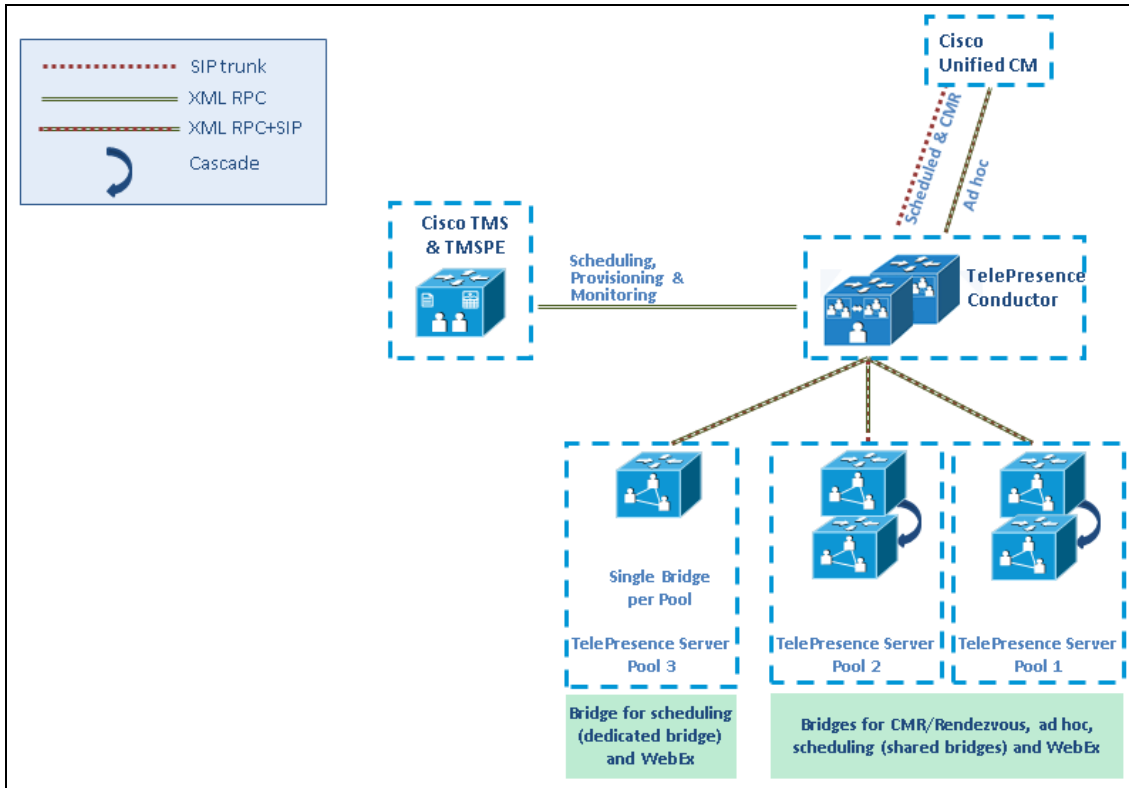 SIP trunk
XML RPC
XML RPC+SIP
Cascade
Cisco
Unified CM
Scheduled & CMR
Ad hoc
Cisco TMS
& TMSPE
Scheduling,
Provisioning &
Monitoring
TelePresence
Conductor
Single Bridge
per Pool
TelePresence Server
Pool 3
TelePresence Server
Pool 2
TelePresence Server
Pool 1
Bridge for scheduling
(dedicated bridge)
and WebEx
Bridges for CMR/Rendezvous, ad hoc,
scheduling (shared bridges) and WebEx